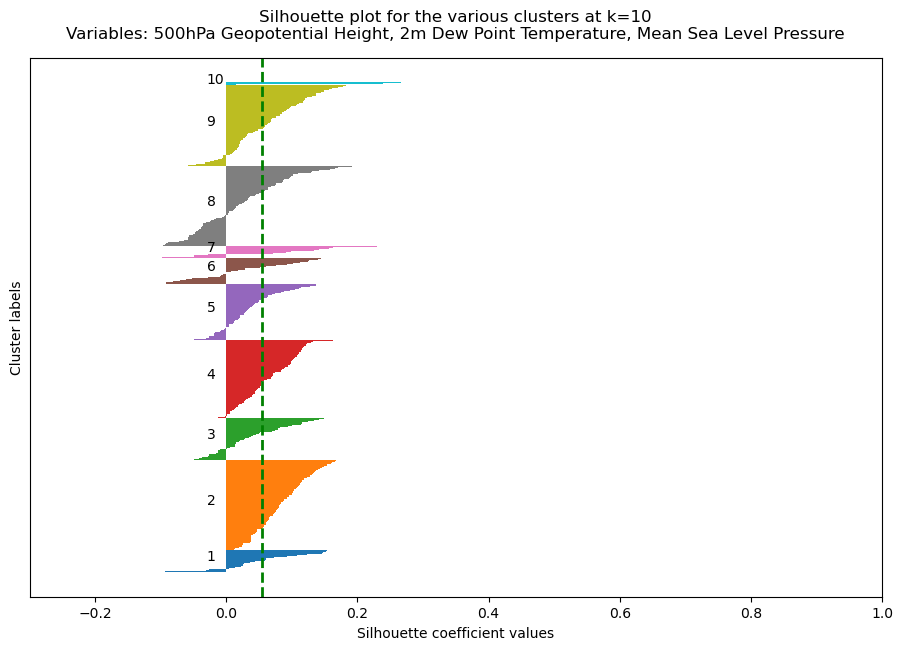 Silhouette plot for the various clusters at k=10
Variables: 500hPa Geopotential Height, 2m Dew Point Temperature, Mean Sea Level Pressure
10
9
8
7
6
5
4
3
2
1
Cluster labels
−0.2 0.0 0.2 0.4 0.6 0.8 1.0
Silhouette coefficient values